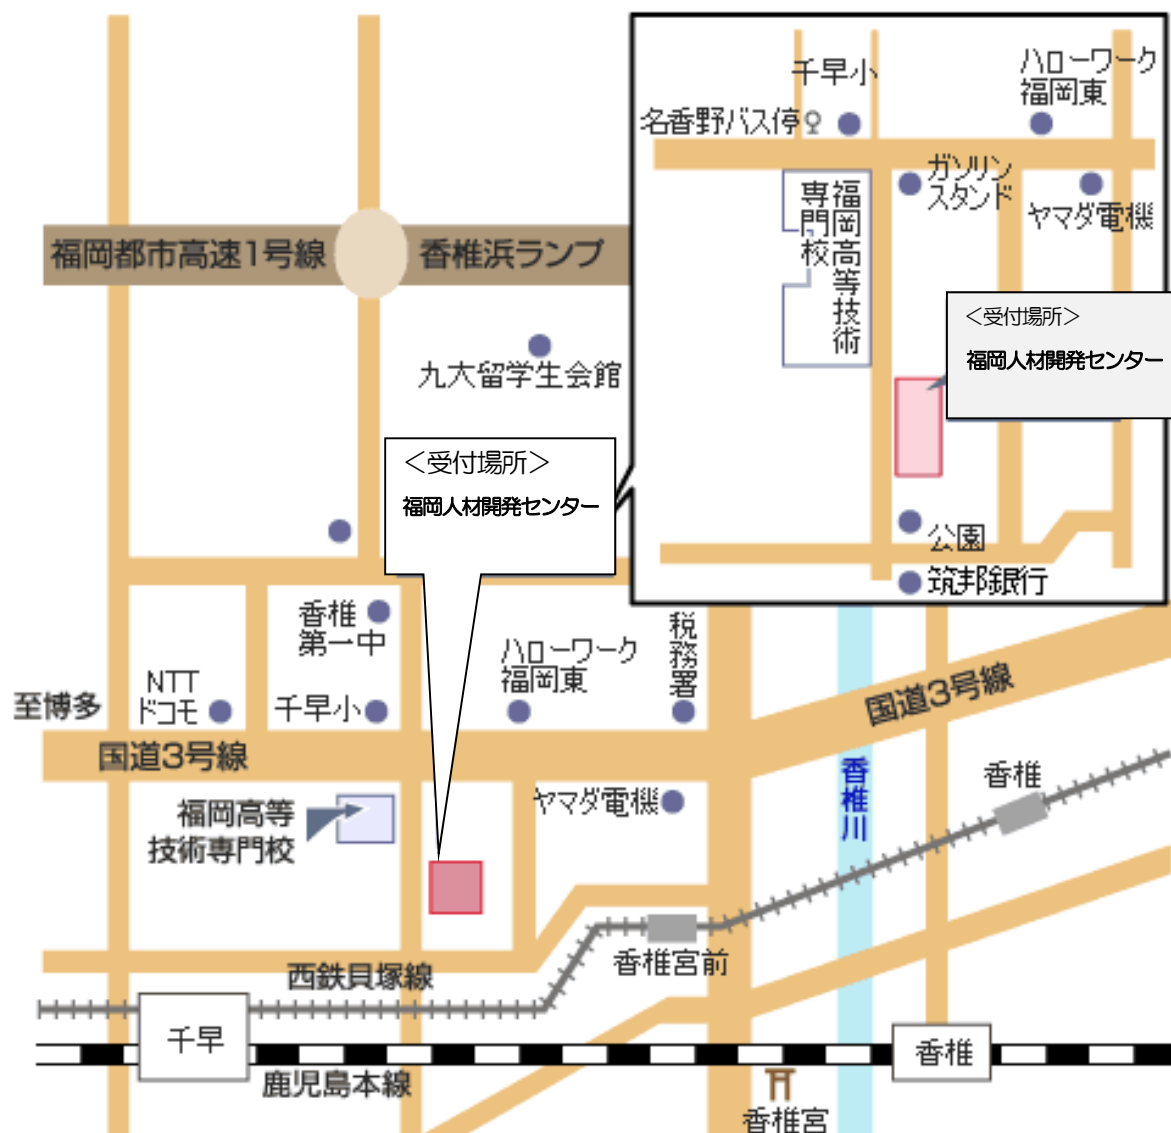 千早小
ハローワーク
福岡東
名香野バス停
ガソリン
スタンド
ヤマダ電機
福岡高等技術
専門校
＜受付場所＞
福岡人材開発センター
公園
筑邦銀行
福岡都市高速1号線
香椎浜ランプ
九大留学生会館
＜受付場所＞
福岡人材開発センター
香椎
第一中
ハローワーク
福岡東
税務署
NTT
ドコモ
千早小
至博多
国道3号線
国道3号線
香椎川
香椎
福岡高等
技術専門校
ヤマダ電機
香椎宮前
西鉄貝塚線
千早
香椎
鹿児島本線
香椎宮